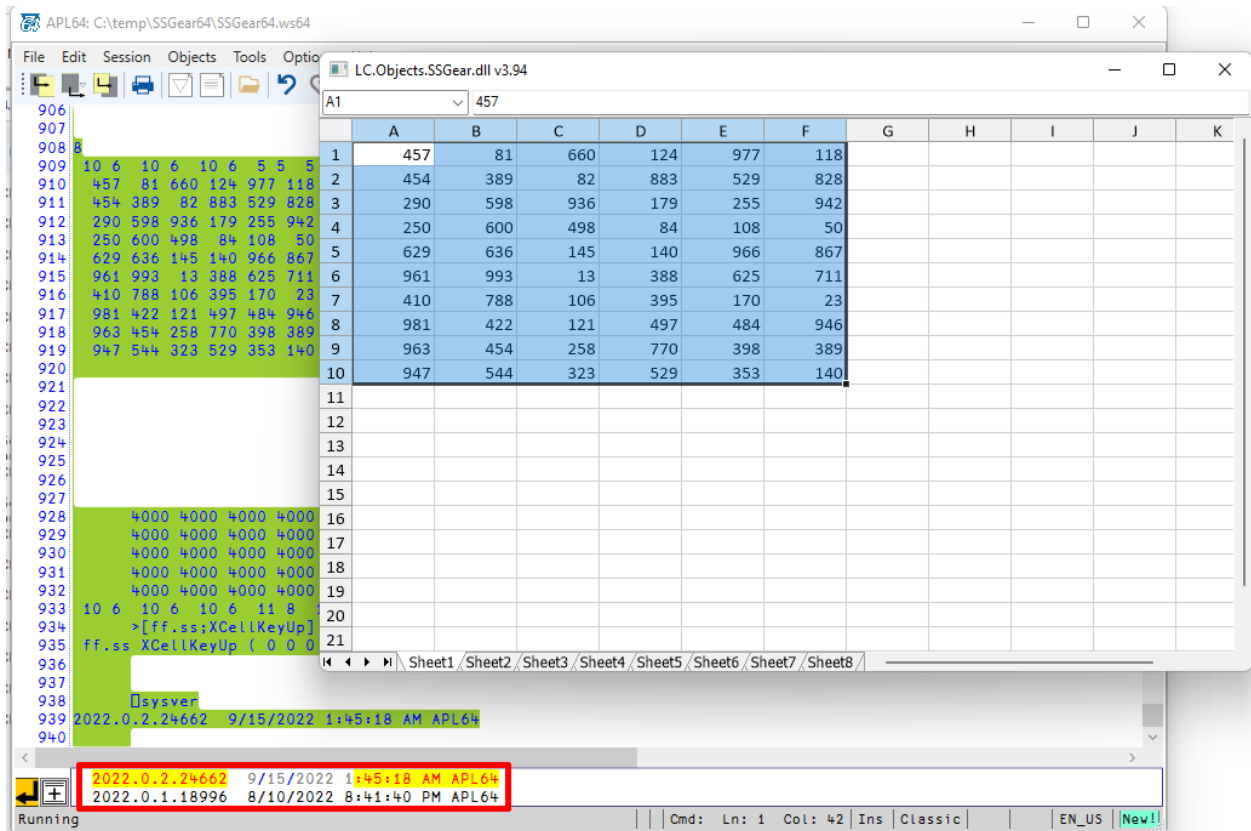 APL64: C:\temp\SSGear64\SSGear64.ws64
File Edit Session Objects Tools Optio
906
907
908 8
909 10 6 10 6 10 6 5 5 5
910 457 81 660 124 977 118
911 454 389 82 883 529 828
912 290 598 936 179 255 942
913 250 600 498 84 108 50
914 629 636 145 140 966 867
915 961 993 13 388 625 711
916 410 788 106 395 170 23
917 981 422 121 497 484 946
918 963 454 258 770 398 389
919 947 544 323 529 353 140
920
921
922
923
924
925
926
927
928 4000 4000 4000 4000
929 4000 4000 4000 4000
930 4000 4000 4000 4000
931 4000 4000 4000 4000
932 4000 4000 4000 4000
933 10 6 10 6 10 6 11 8
934 >[ff.ss;XCellKeyUp]
935 ff.ss XCellKeyUp ( 0 0 0
936
937
938 ⎕sysver
939 2022.0.2.24662 9/15/2022 1:45:18 AM APL64
940
LC.Objects.SSGear.dll v3.94
A1 457
A B C D E F G H I J K
1 457 81 660 124 977 118
2 454 389 82 883 529 828
3 290 598 936 179 255 942
4 250 600 498 84 108 50
5 629 636 145 140 966 867
6 961 993 13 388 625 711
7 410 788 106 395 170 23
8 981 422 121 497 484 946
9 963 454 258 770 398 389
10 947 544 323 529 353 140
11
12
13
14
15
16
17
18
19
20
21
Sheet1 Sheet2 Sheet3 Sheet4 Sheet5 Sheet6 Sheet7 Sheet8
2022.0.2.24662 9/15/2022 1:45:18 AM APL64
2022.0.1.18996 8/10/2022 8:41:40 PM APL64
Running Cmd: Ln: 1 Col: 42 Ins Classic EN_US New!